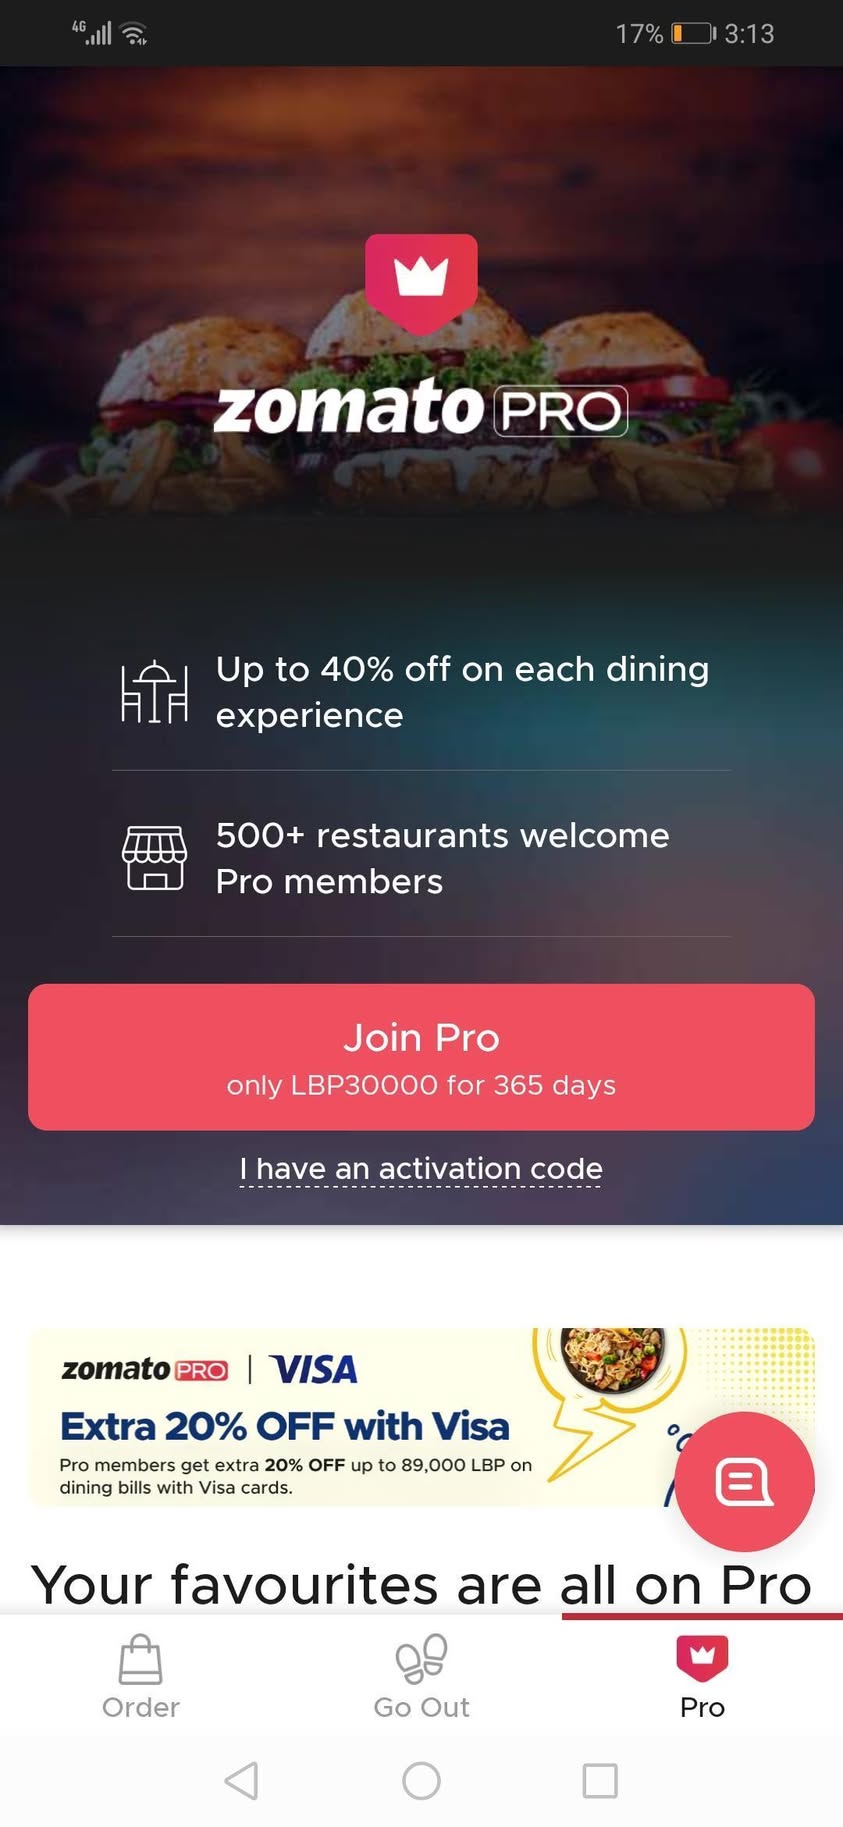 4G 17% 3:13
zomato PRO
Up to 40% off on each dining
experience
500+ restaurants welcome
Pro members
Join Pro
only LBP30000 for 365 days
I have an activation code
zomato PRO | VISA
Extra 20% OFF with Visa
Pro members get extra 20% OFF up to 89,000 LBP on
dining bills with Visa cards.
Your favourites are all on Pro
Order Go Out Pro